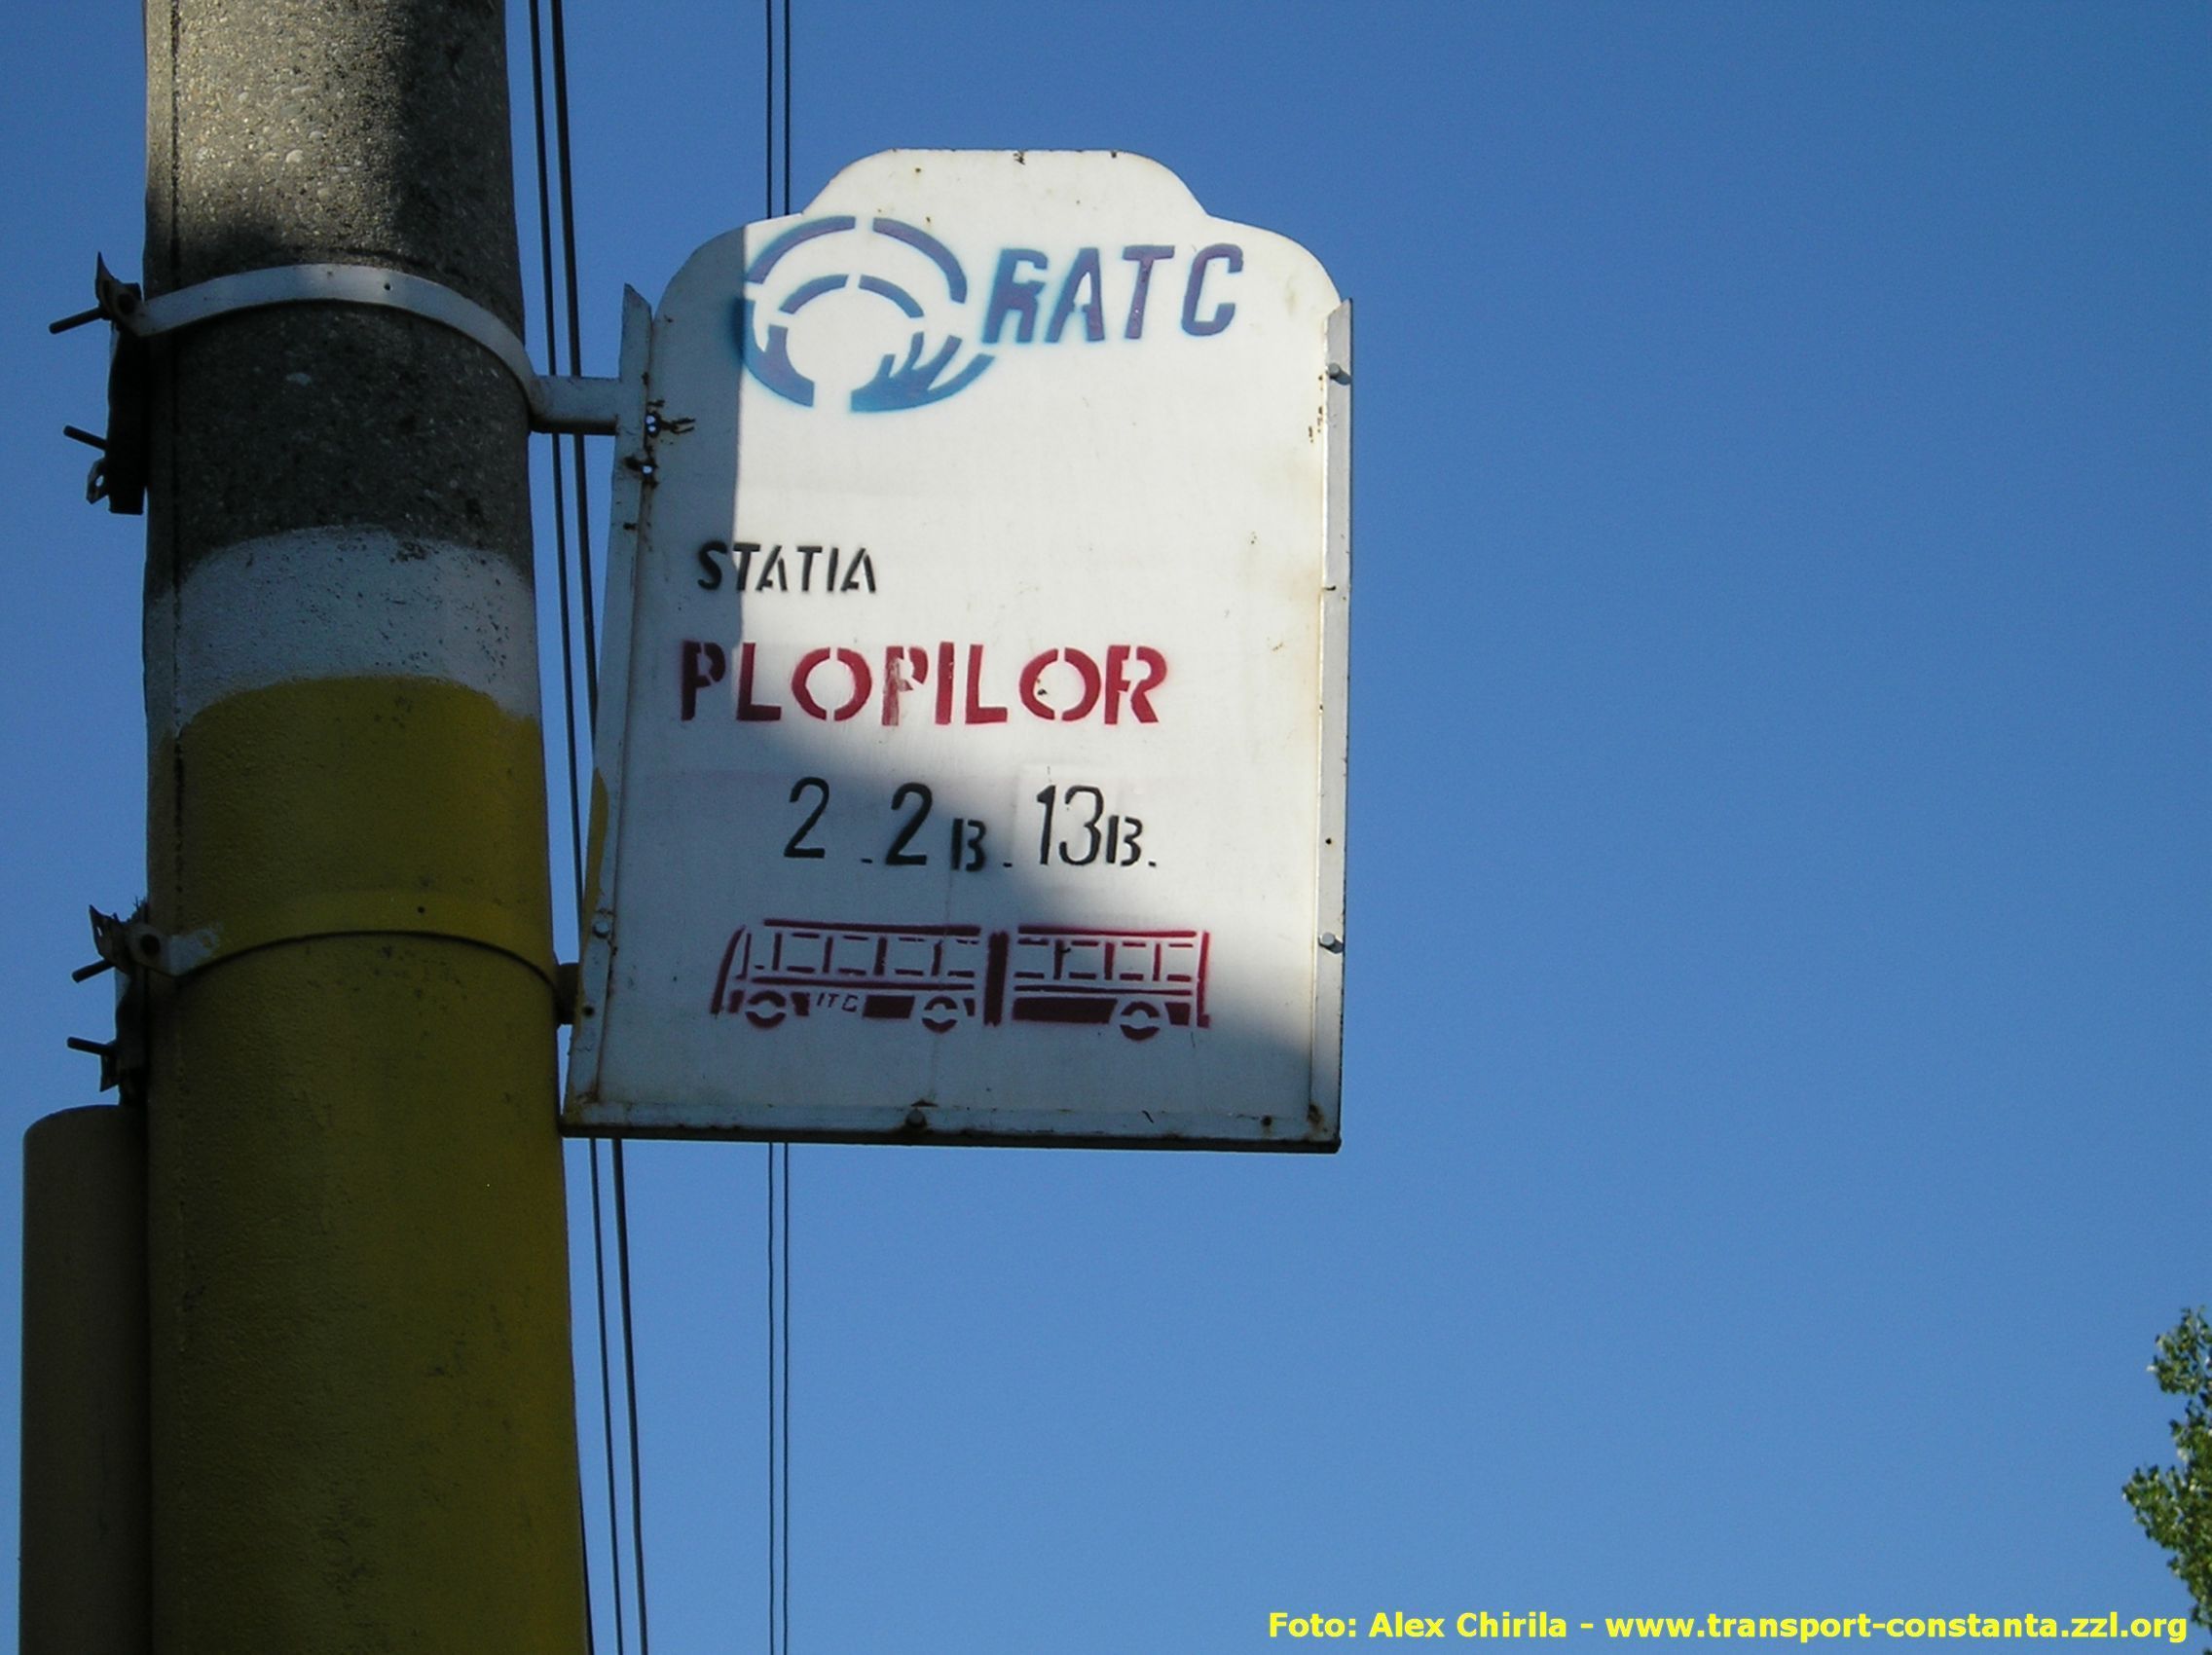 RATC
STATIA
PLOPILOR
2.2B.13B.
ITC
Foto: Alex Chirila - www.transport-constanta.zzl.org